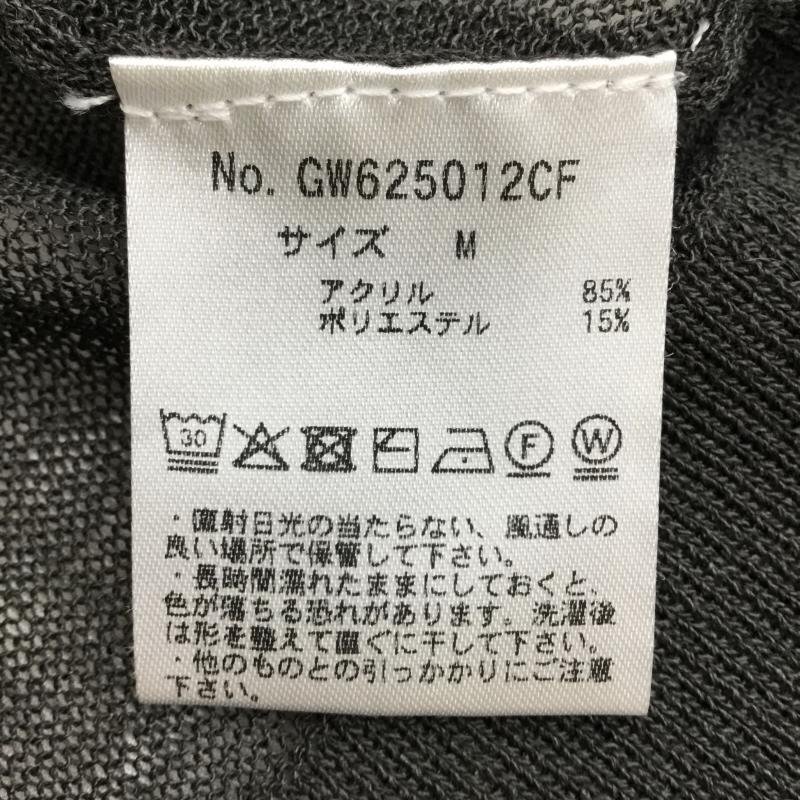 No. GW625012CF
サイズ M
アクリル 85%
ポリエステル 15%
30 F W
・直射日光の当たらない、風通しの
良い場所で保管して下さい。
・長時間濡れたままにしておくと、
色が落ちる恐れがあります。洗濯後
は形を整えて直ぐに干して下さい。
・他のものとの引っかかりにご注意
下さい。